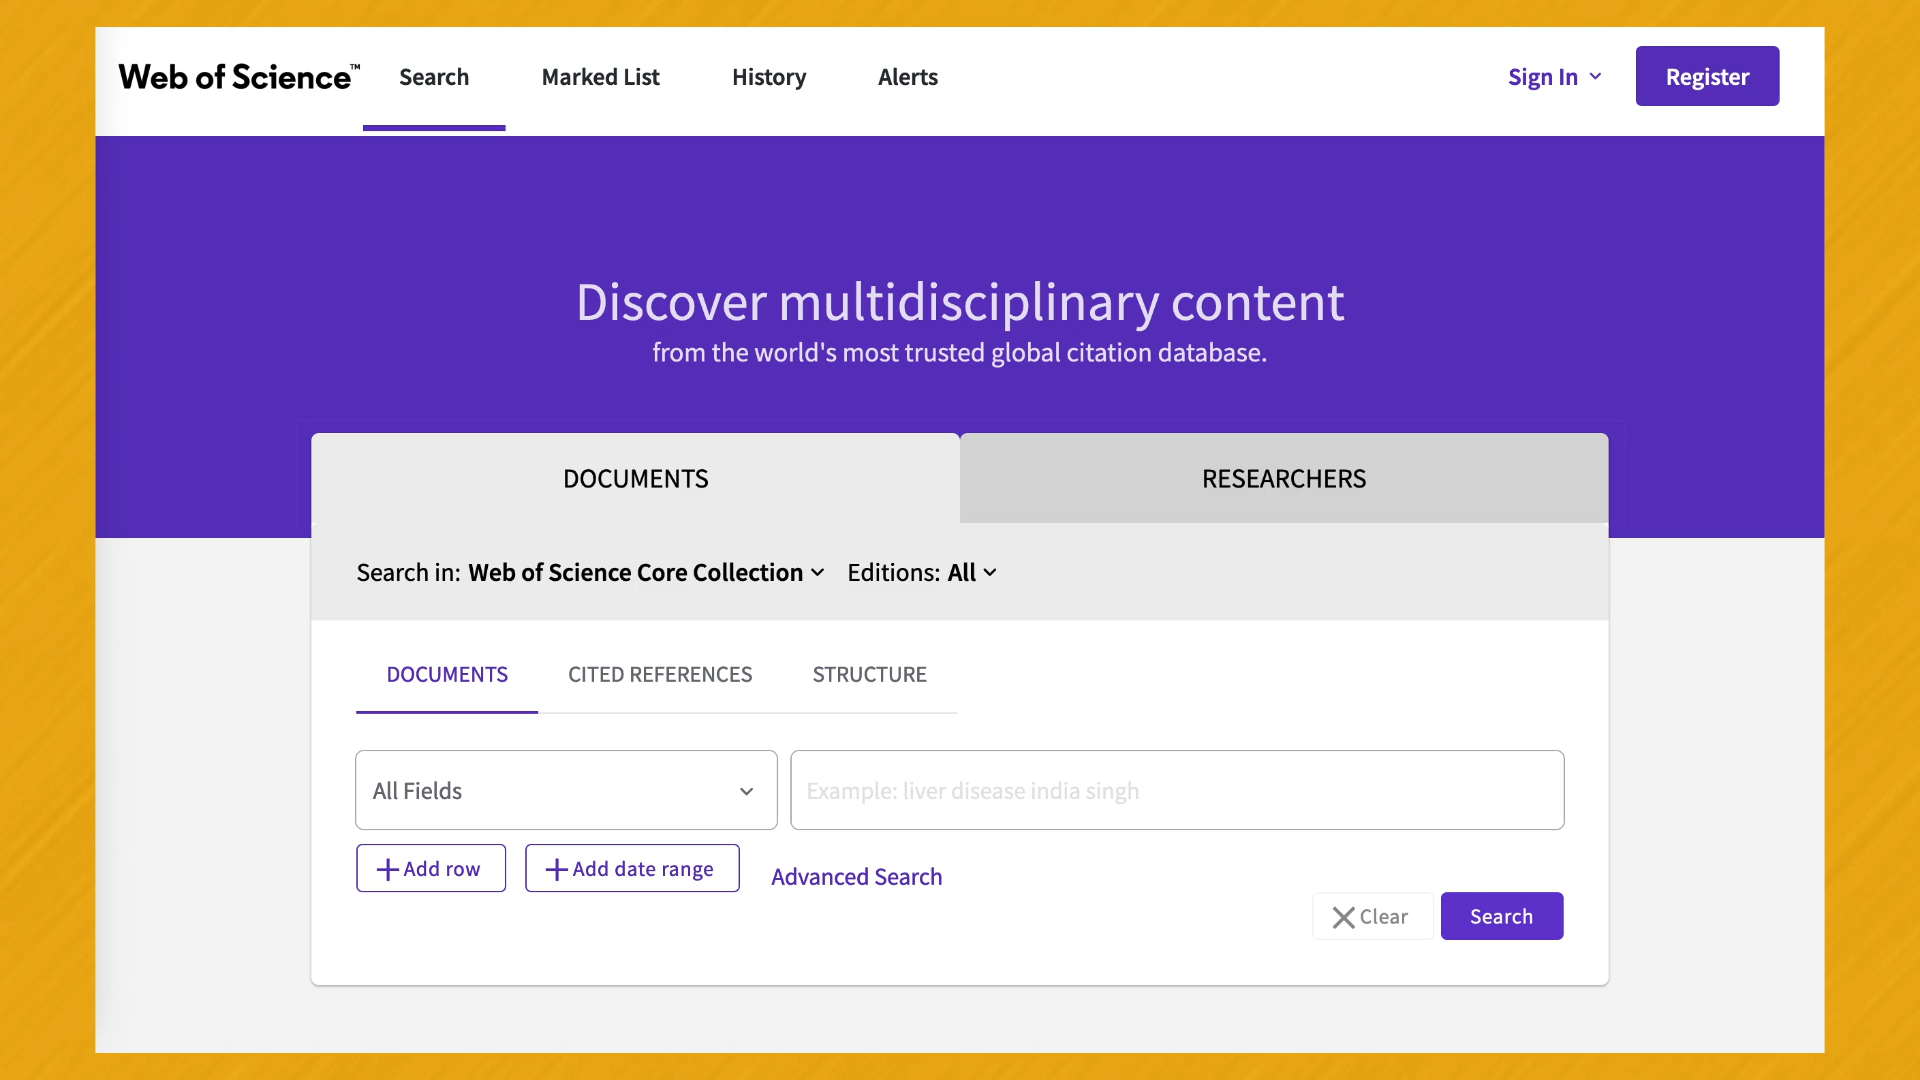 Web of Science™ Search Marked List History Alerts Sign In Register
Discover multidisciplinary content
from the world's most trusted global citation database.
DOCUMENTS RESEARCHERS
Search in: Web of Science Core Collection Editions: All
DOCUMENTS CITED REFERENCES STRUCTURE
All Fields Example: liver disease india singh
+ Add row + Add date range Advanced Search
Clear Search